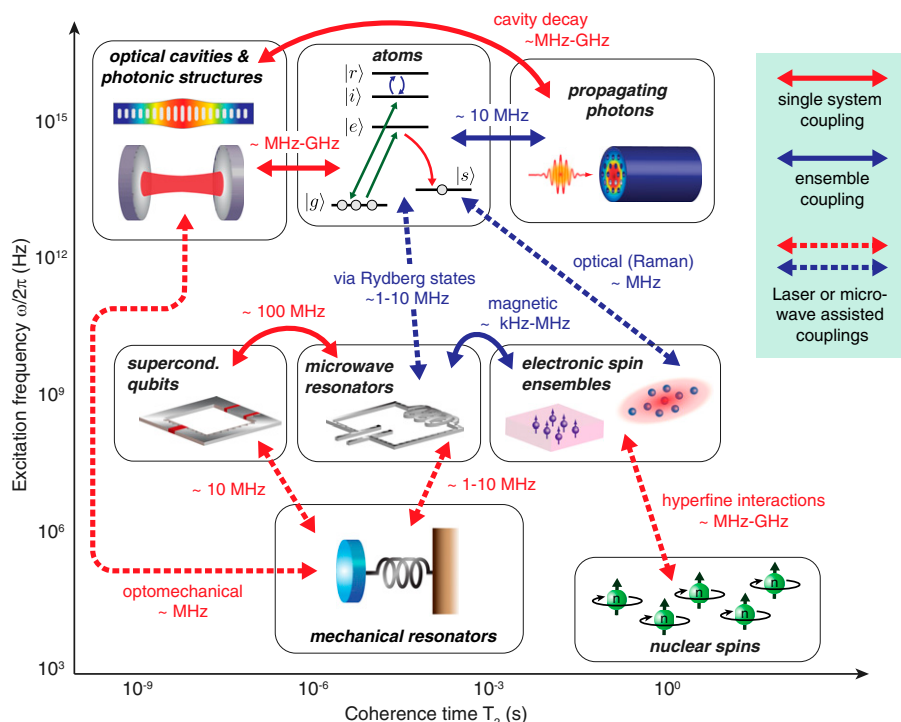 cavity decay
~MHz-GHz
optical cavities &
photonic structures
atoms
|r⟩
|i⟩
|e⟩
|s⟩
|g⟩
propagating
photons
~ MHz-GHz
~ 10 MHz
single system
coupling
ensemble
coupling
Laser or micro-
wave assisted
couplings
via Rydberg states
~1-10 MHz
optical (Raman)
~ MHz
magnetic
~ kHz-MHz
~ 100 MHz
supercond.
qubits
microwave
resonators
electronic spin
ensembles
~ 10 MHz
~ 1-10 MHz
hyperfine interactions
~ MHz-GHz
optomechanical
~ MHz
mechanical resonators
n
n
n
n
n
nuclear spins
Excitation frequency ω/2π (Hz)
10¹⁵
10¹²
10⁹
10⁶
10³
10⁻⁹
10⁻⁶
10⁻³
10⁰
Coherence time T₂ (s)